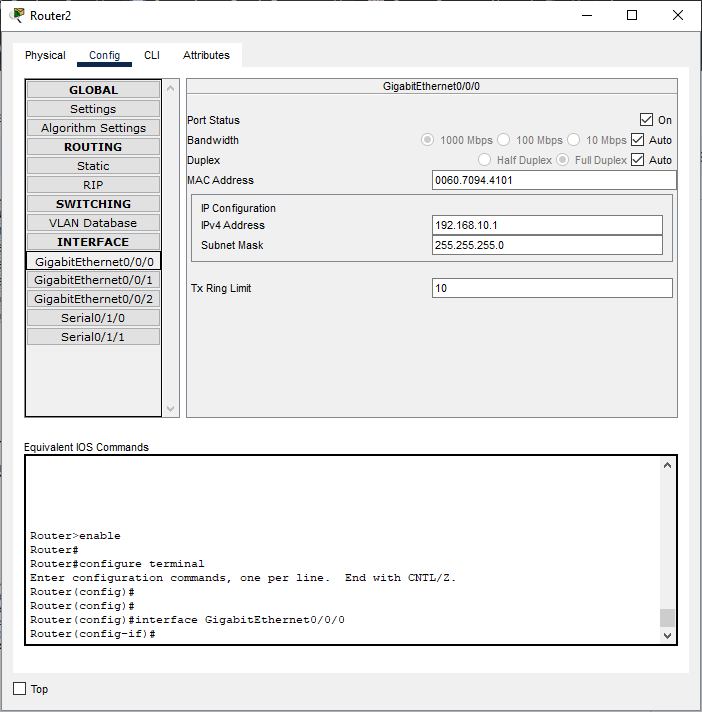 Router2
Physical Config CLI Attributes
GLOBAL
Settings
Algorithm Settings
ROUTING
Static
RIP
SWITCHING
VLAN Database
INTERFACE
GigabitEthernet0/0/0
GigabitEthernet0/0/1
GigabitEthernet0/0/2
Serial0/1/0
Serial0/1/1
GigabitEthernet0/0/0
Port Status On
Bandwidth 1000 Mbps 100 Mbps 10 Mbps Auto
Duplex Half Duplex Full Duplex Auto
MAC Address 0060.7094.4101
IP Configuration
IPv4 Address 192.168.10.1
Subnet Mask 255.255.255.0
Tx Ring Limit 10
Equivalent IOS Commands
Router>enable
Router#
Router#configure terminal
Enter configuration commands, one per line.  End with CNTL/Z.
Router(config)#
Router(config)#
Router(config)#interface GigabitEthernet0/0/0
Router(config-if)#
Top